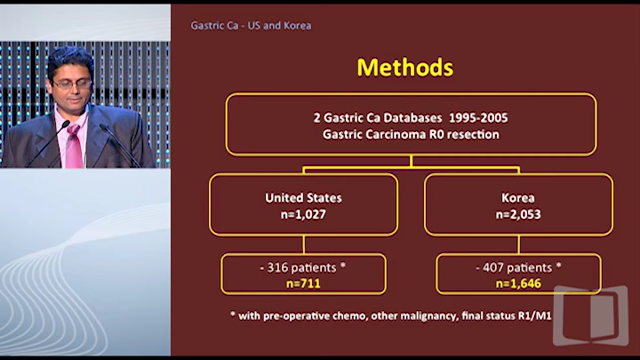 Gastric Ca - US and Korea
Methods
2 Gastric Ca Databases 1995-2005
Gastric Carcinoma R0 resection
United States
n=1,027
Korea
n=2,053
- 316 patients *
n=711
- 407 patients *
n=1,646
* with pre-operative chemo, other malignancy, final status R1/M1